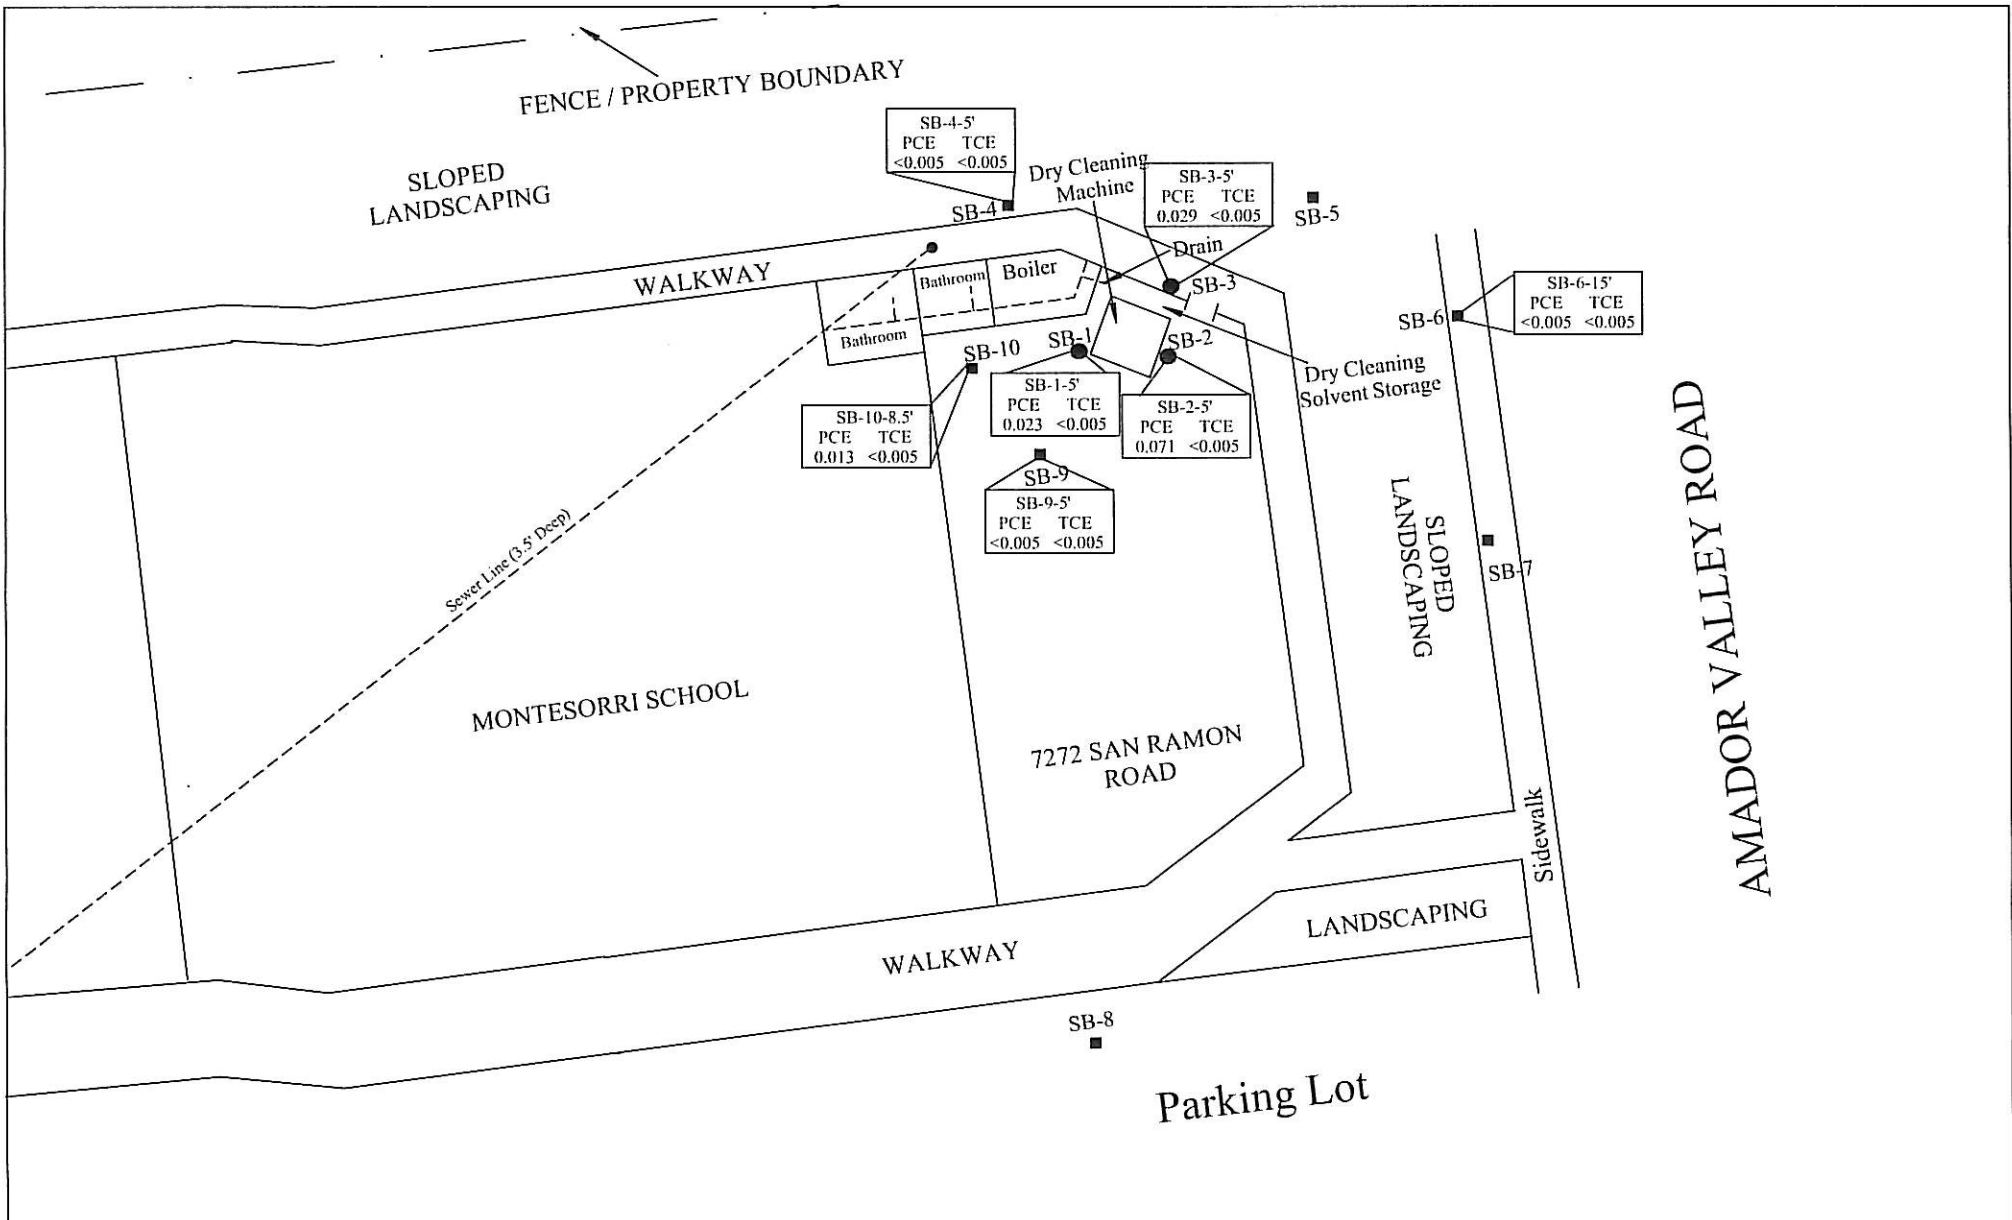 FENCE / PROPERTY BOUNDARY
SLOPED
LANDSCAPING
SB-4-5'
PCE TCE
<0.005 <0.005
Dry Cleaning
Machine
SB-3-5'
PCE TCE
0.029 <0.005
SB-4
SB-5
Drain
WALKWAY
Bathroom
Boiler
SB-3
SB-6-15'
PCE TCE
<0.005 <0.005
SB-6
Bathroom
SB-10
SB-1
SB-2
Dry Cleaning
Solvent Storage
SB-1-5'
PCE TCE
0.023 <0.005
SB-2-5'
PCE TCE
0.071 <0.005
SB-10-8.5'
PCE TCE
0.013 <0.005
SB-9
SB-9-5'
PCE TCE
<0.005 <0.005
Sewer Line (3.5' Deep)
SLOPED
LANDSCAPING
SB-7
AMADOR VALLEY ROAD
MONTESORRI SCHOOL
7272 SAN RAMON
ROAD
Sidewalk
LANDSCAPING
WALKWAY
SB-8
Parking Lot